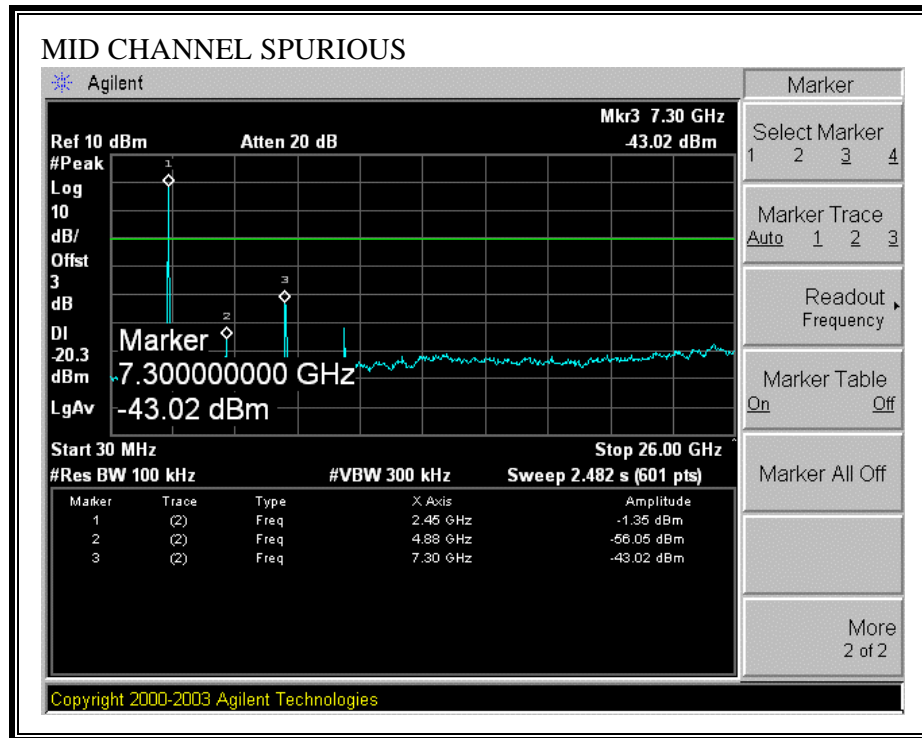 MID CHANNEL SPURIOUS
Agilent
Marker
Mkr3 7.30 GHz
Ref 10 dBm Atten 20 dB -43.02 dBm
#Peak
Log
10
dB/
Offst
3
dB
DI
-20.3
dBm
LgAv
1
2
3
Marker
7.300000000 GHz
-43.02 dBm
Start 30 MHz Stop 26.00 GHz
#Res BW 100 kHz #VBW 300 kHz Sweep 2.482 s (601 pts)
Marker Trace Type X Axis Amplitude
1 (2) Freq 2.45 GHz -1.35 dBm
2 (2) Freq 4.88 GHz -56.05 dBm
3 (2) Freq 7.30 GHz -43.02 dBm
Select Marker
1 2 3 4
Marker Trace
Auto 1 2 3
Readout
Frequency
Marker Table
On Off
Marker All Off
More
2 of 2
Copyright 2000-2003 Agilent Technologies